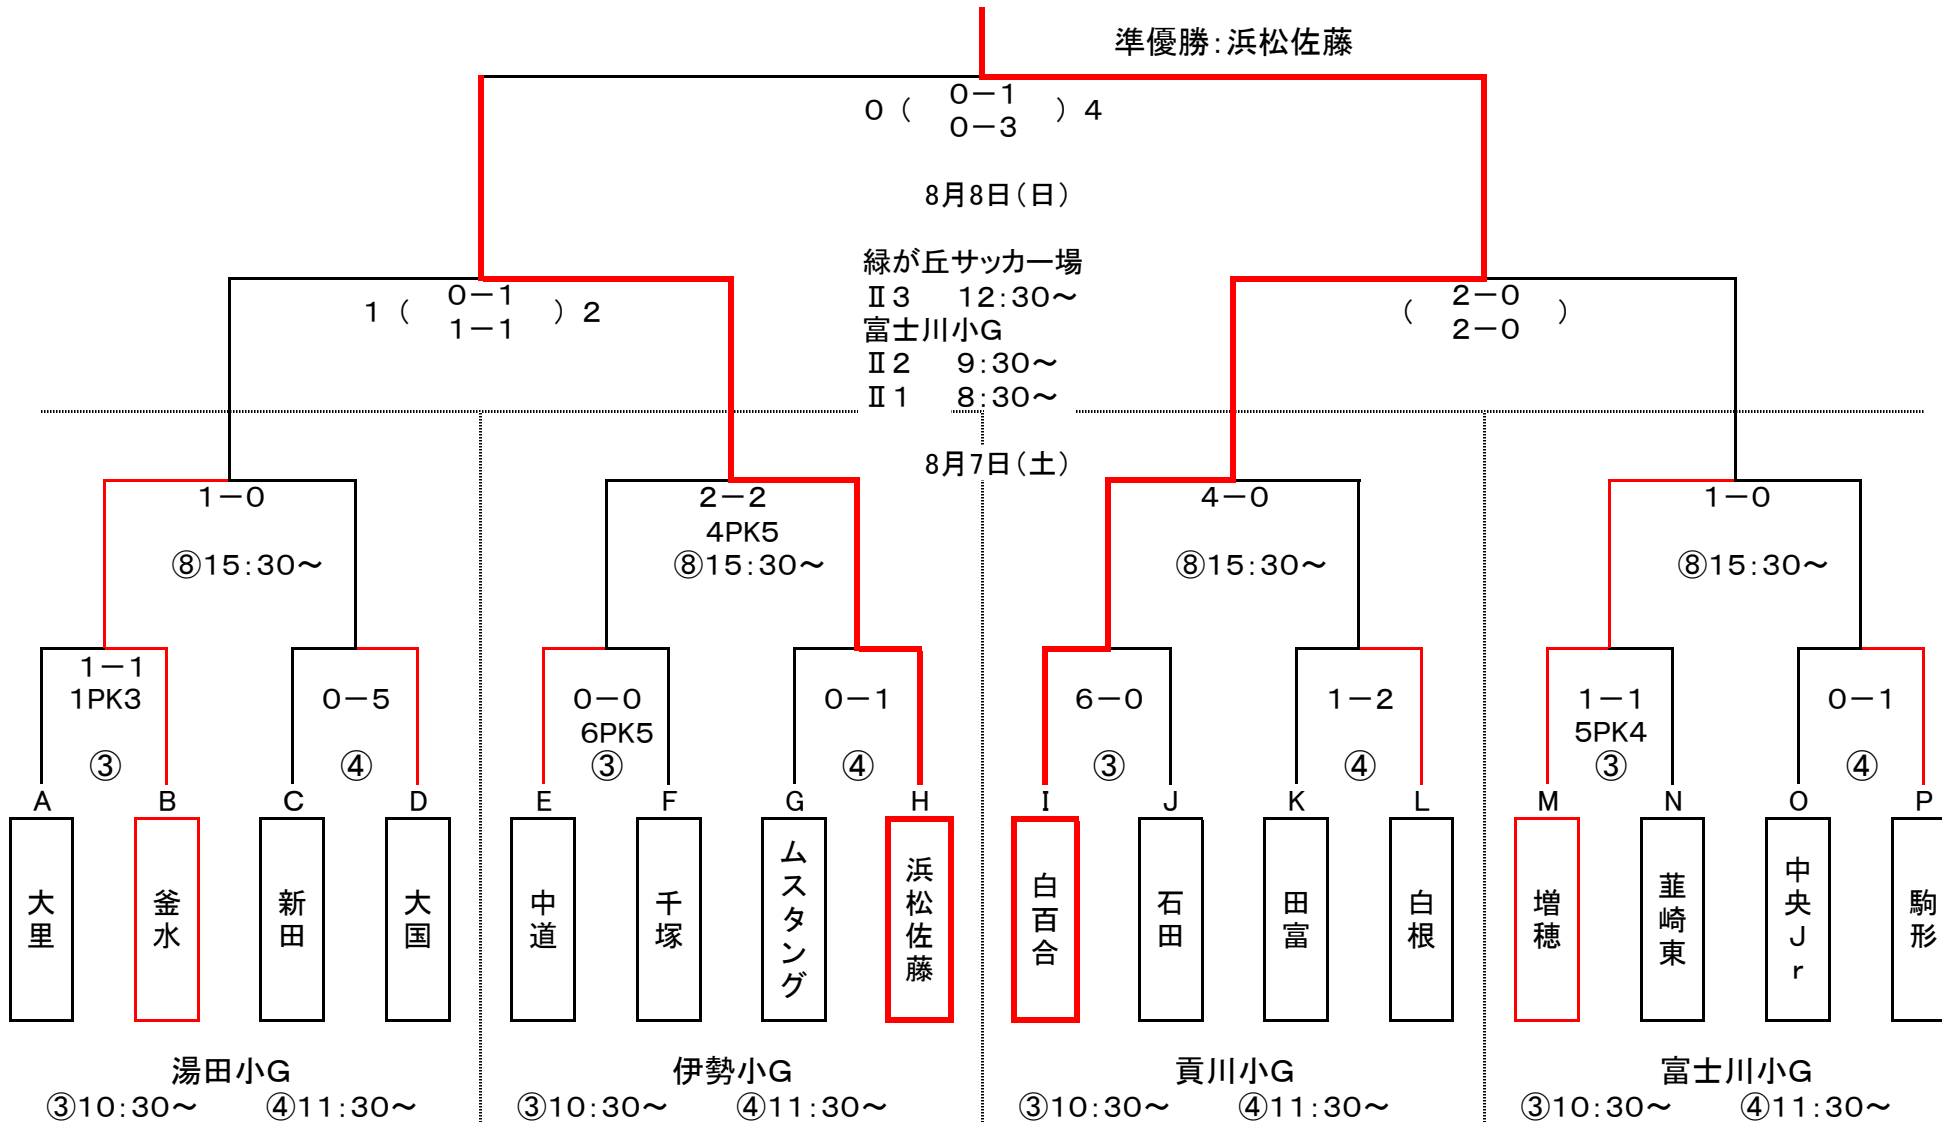 準優勝：浜松佐藤
0（ 0－1 ）4
0－3
8月8日（日）
緑が丘サッカー場
Ⅱ3 12：30～
富士川小G
Ⅱ2 9：30～
Ⅱ1 8：30～
1（ 0－1 ）2
1－1
（ 2－0 ）
2－0
8月7日（土）
1－0
⑧15：30～
2－2
4PK5
⑧15：30～
4－0
⑧15：30～
1－0
⑧15：30～
1－1
1PK3
③
0－5
④
0－0
6PK5
③
0－1
④
6－0
③
1－2
④
1－1
5PK4
③
0－1
④
A B C D E F G H I J K L M N O P
大里
釜水
新田
大国
中道
千塚
ムスタング
浜松佐藤
白百合
石田
田富
白根
増穂
韮崎東
中央Jr
駒形
湯田小G
③10：30～ ④11：30～
伊勢小G
③10：30～ ④11：30～
貢川小G
③10：30～ ④11：30～
富士川小G
③10：30～ ④11：30～